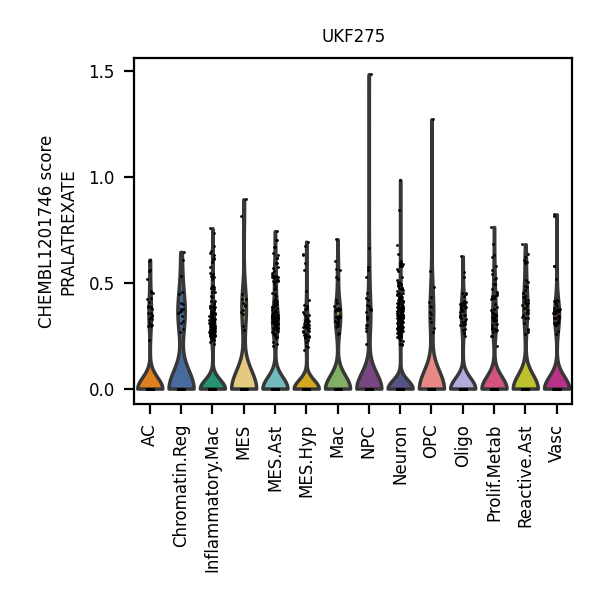 UKF275
CHEMBL1201746 score
PRALATREXATE
1.5
1.0
0.5
0.0
AC
Chromatin.Reg
Inflammatory.Mac
MES
MES.Ast
MES.Hyp
Mac
NPC
Neuron
OPC
Oligo
Prolif.Metab
Reactive.Ast
Vasc